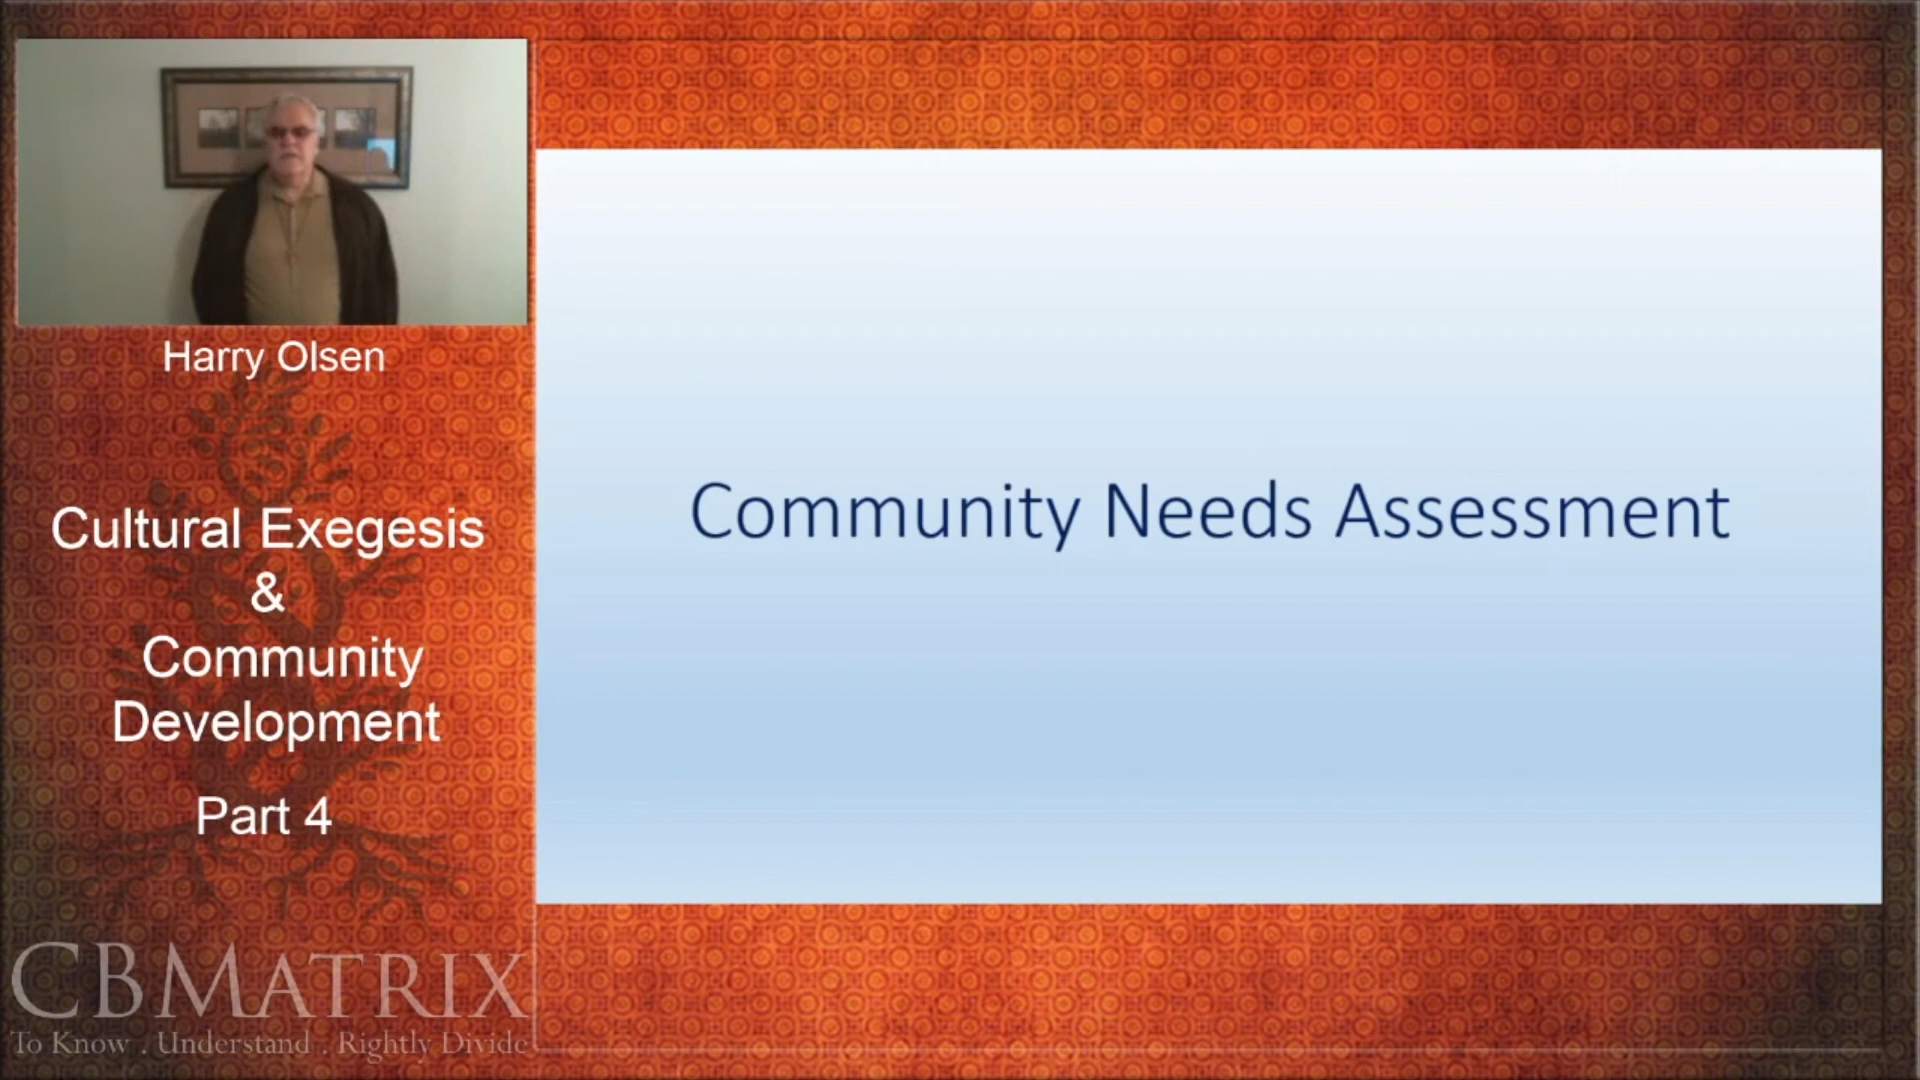 Harry Olsen
Cultural Exegesis
&
Community
Development
Part 4
CBMATRIX
To Know . Understand . Rightly Divide
Community Needs Assessment